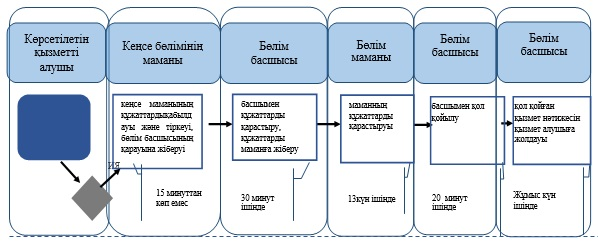 Көрсетілетін
қызметті
алушы
Кеңсе бөлімінің
маманы
Бөлім
басшысы
Бөлім
маманы
Бөлім
басшысы
Бөлім
басшысы
кеңсе маманының
құжаттардықабылд
ауы және тіркеуі,
бөлім басшысының
қарауына жіберуі
басшымен
құжаттарды
қарастыру,
құжаттарды
маманға жіберу
маманның
құжаттарды
қарастыруы
басшымен қол
қойылу
қол қойған
қызмет нәтижесін
қызмет алушыға
жолдауы
ИЯ
15 минуттан
көп емес
30 минут
ішінде
13күн ішінде
20 минут
ішінде
Жұмыс күн
ішінде